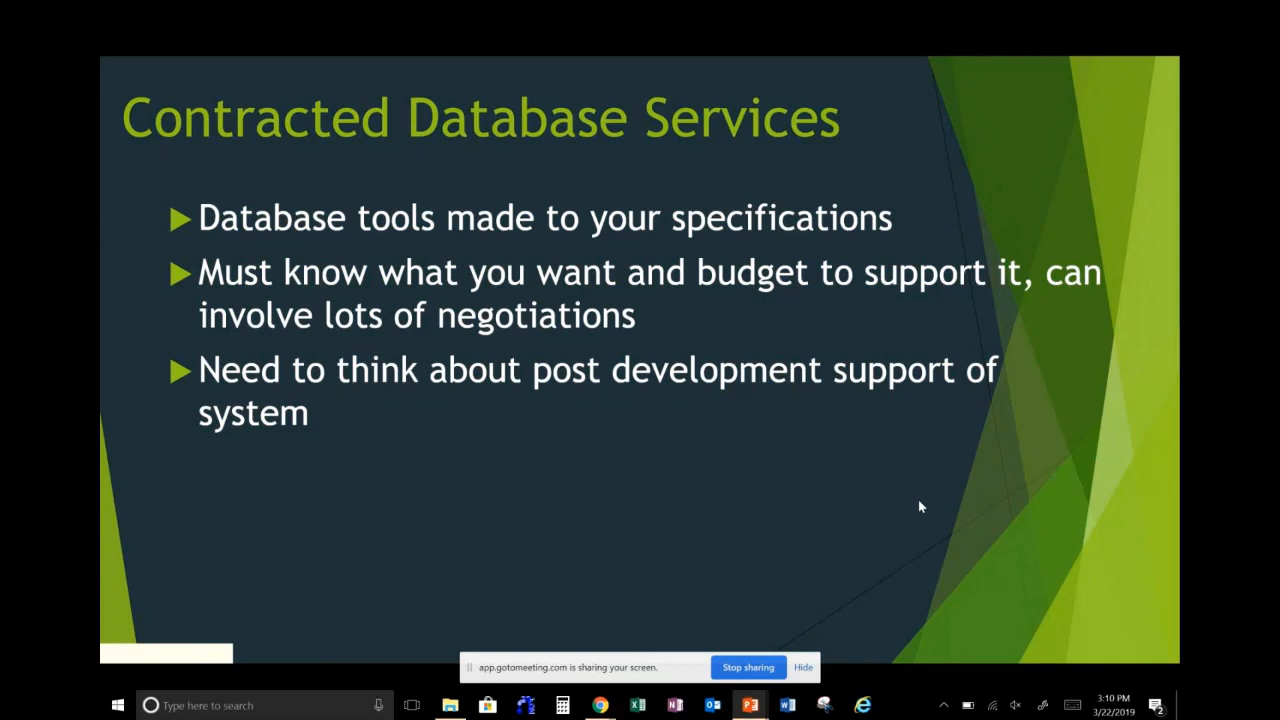 Contracted Database Services
Database tools made to your specifications
Must know what you want and budget to support it, can
involve lots of negotiations
Need to think about post development support of
system
app.gotomeeting.com is sharing your screen.
Stop sharing
Hide
Type here to search
3:10 PM
3/22/2019
2